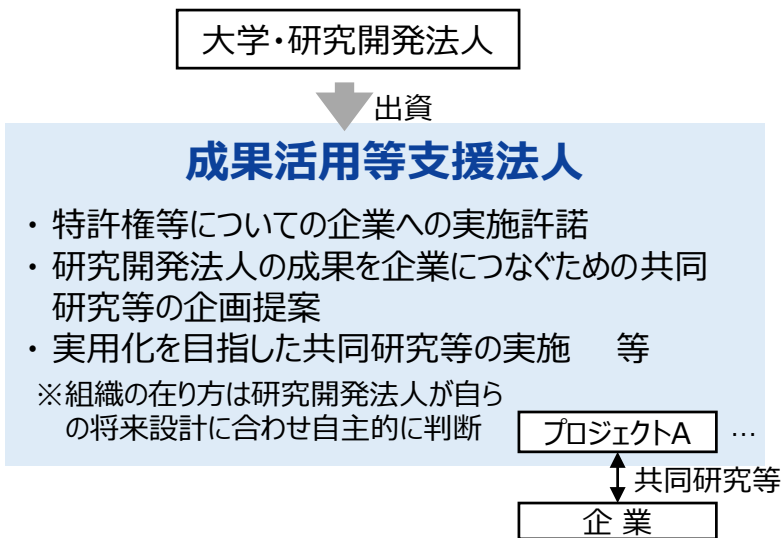 大学・研究開発法人
出資
成果活用等支援法人
・ 特許権等についての企業への実施許諾
・ 研究開発法人の成果を企業につなぐための共同
研究等の企画提案
・ 実用化を目指した共同研究等の実施　等
※組織の在り方は研究開発法人が自ら
の将来設計に合わせ自主的に判断
プロジェクトA …
共同研究等
企 業